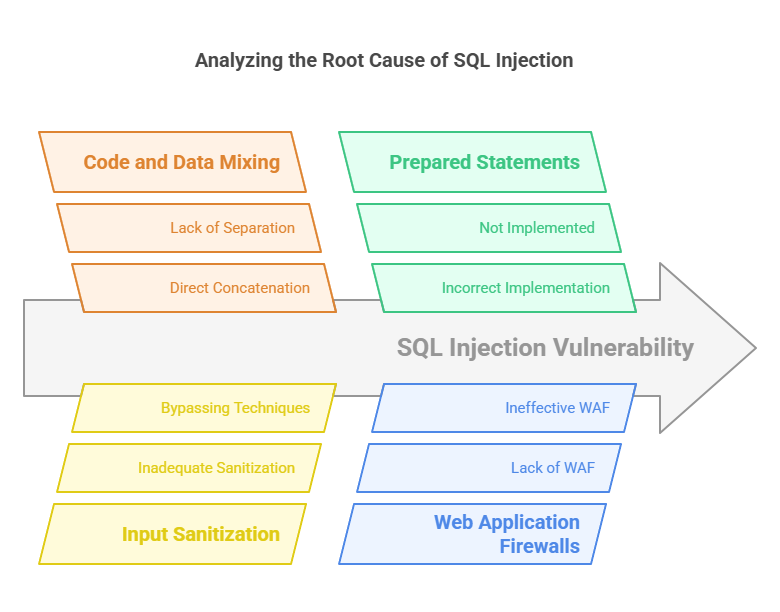 Analyzing the Root Cause of SQL Injection
Code and Data Mixing
Lack of Separation
Direct Concatenation
Prepared Statements
Not Implemented
Incorrect Implementation
SQL Injection Vulnerability
Bypassing Techniques
Inadequate Sanitization
Input Sanitization
Ineffective WAF
Lack of WAF
Web Application
Firewalls